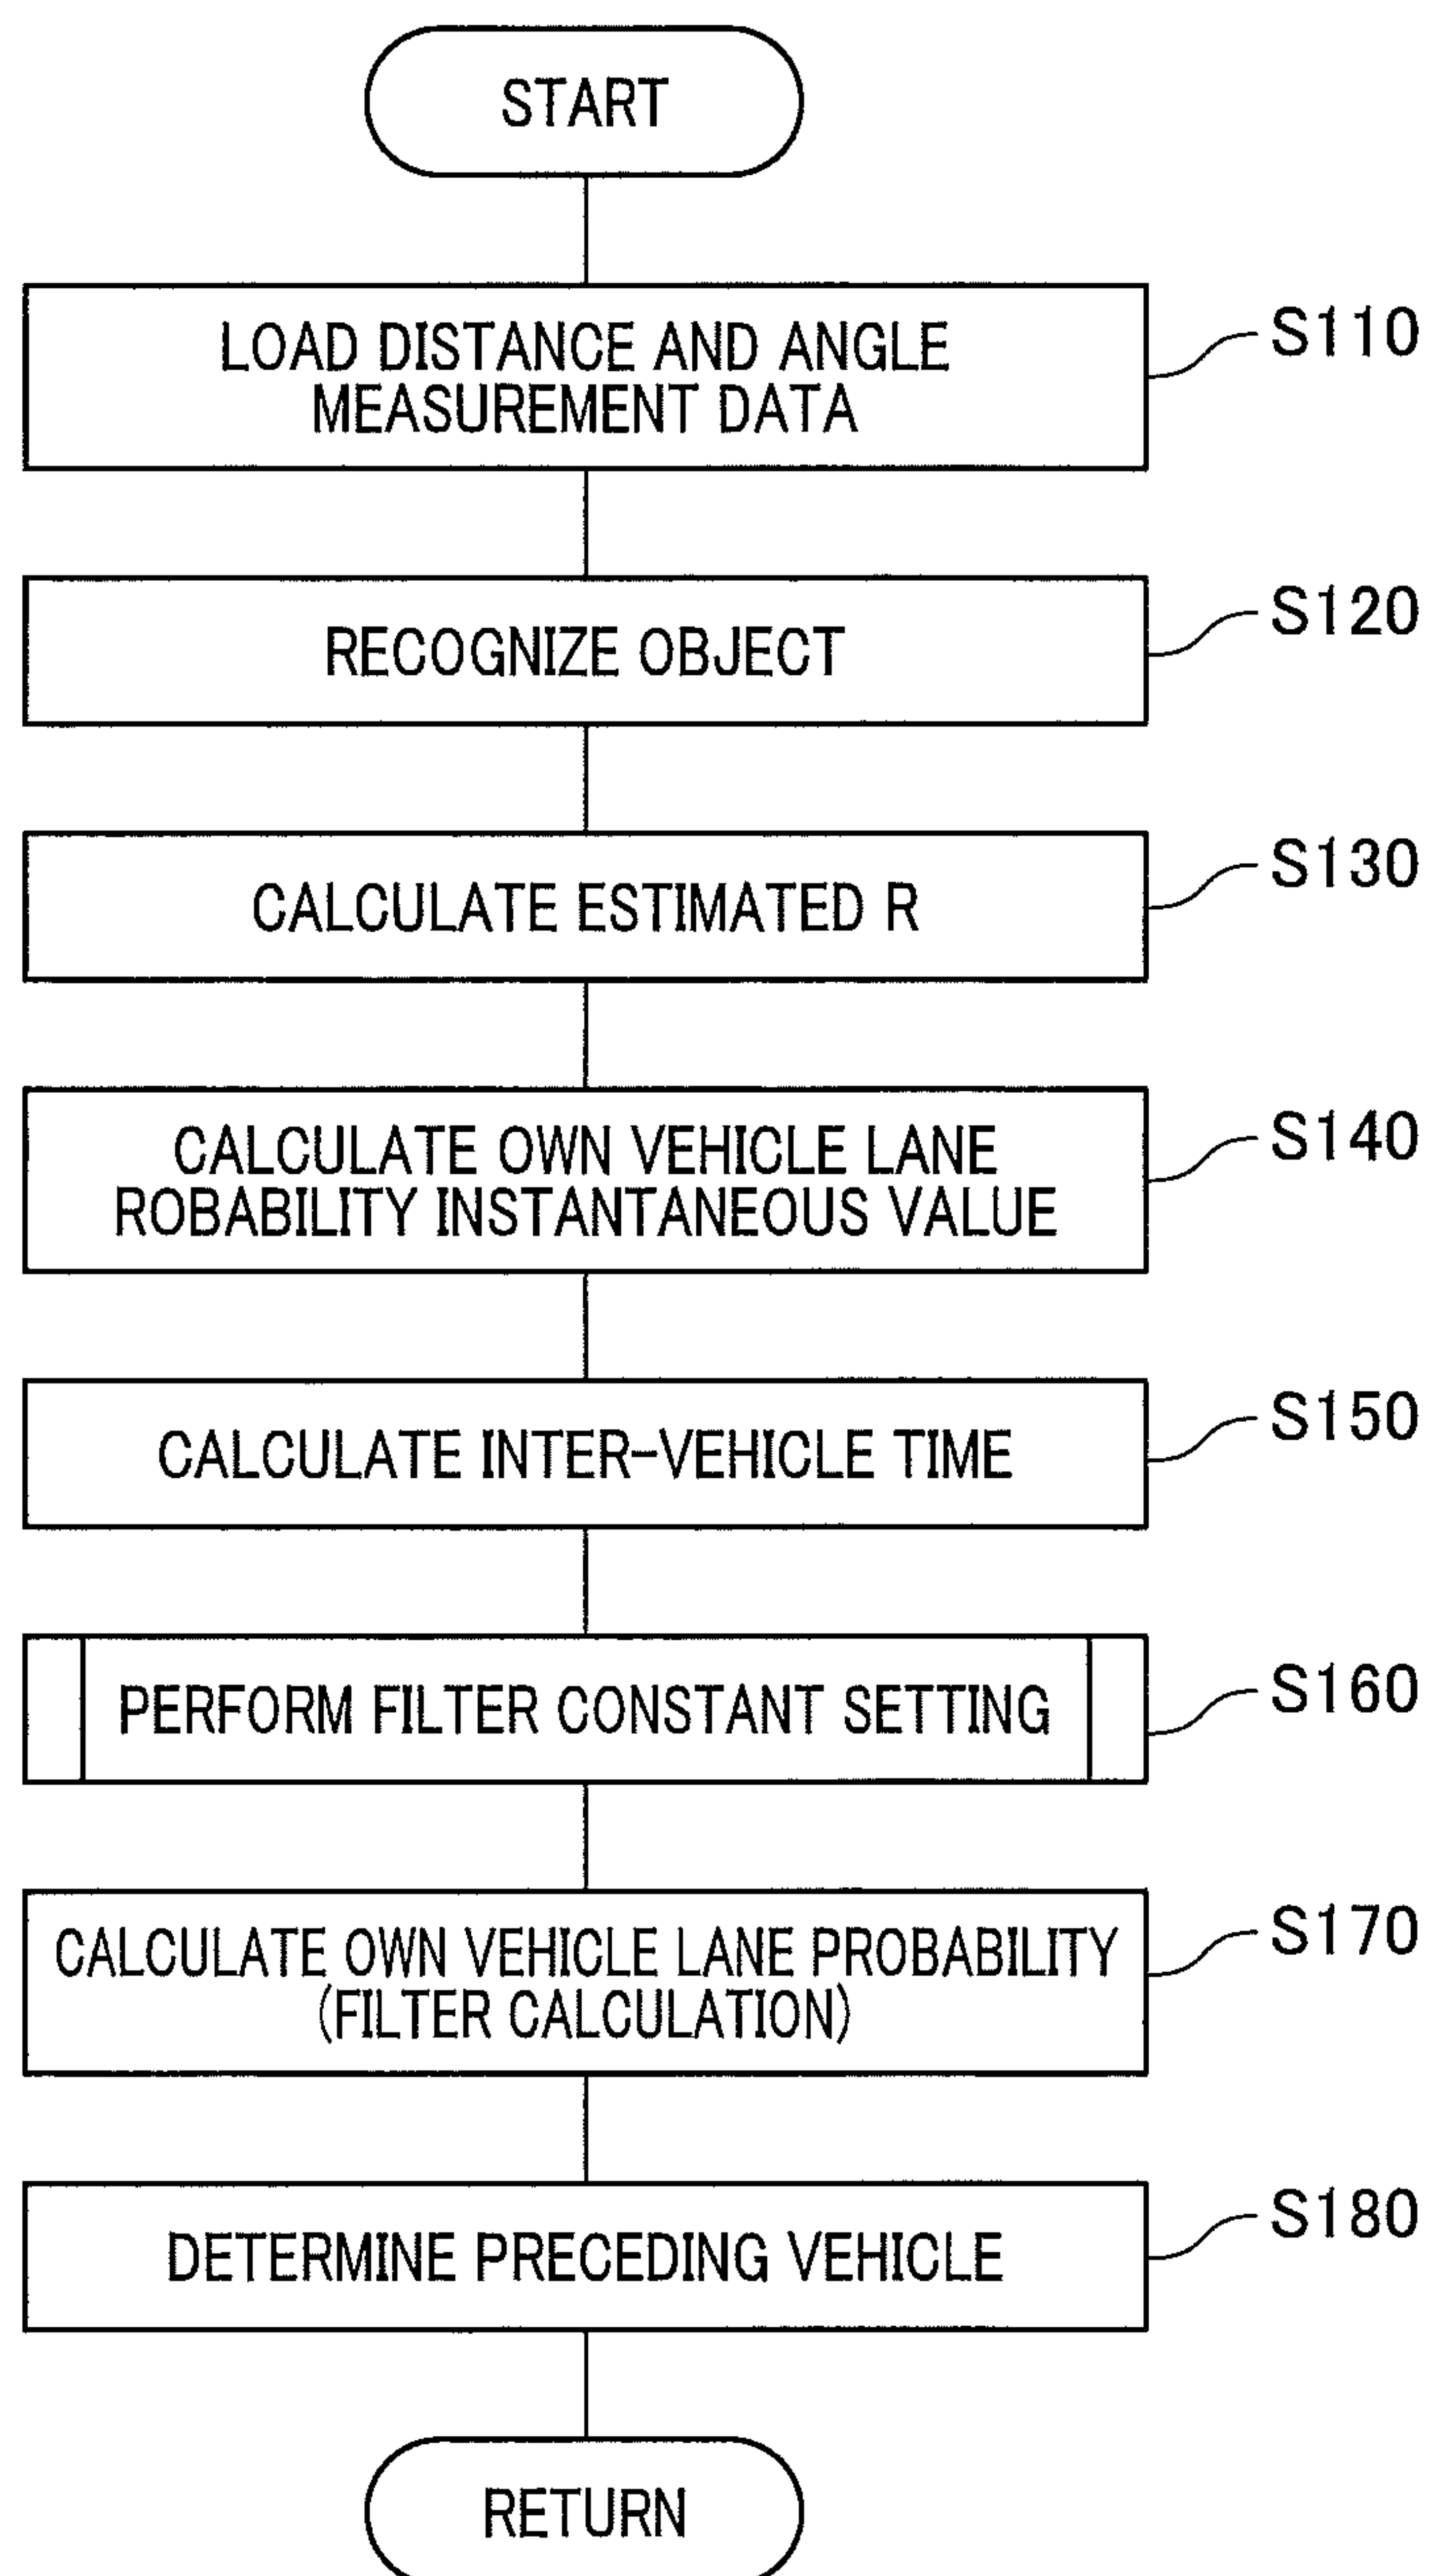 START
LOAD DISTANCE AND ANGLE
MEASUREMENT DATA
S110
RECOGNIZE OBJECT
S120
CALCULATE ESTIMATED R
S130
CALCULATE OWN VEHICLE LANE
ROBABILITY INSTANTANEOUS VALUE
S140
CALCULATE INTER-VEHICLE TIME
S150
PERFORM FILTER CONSTANT SETTING
S160
CALCULATE OWN VEHICLE LANE PROBABILITY
(FILTER CALCULATION)
S170
DETERMINE PRECEDING VEHICLE
S180
RETURN